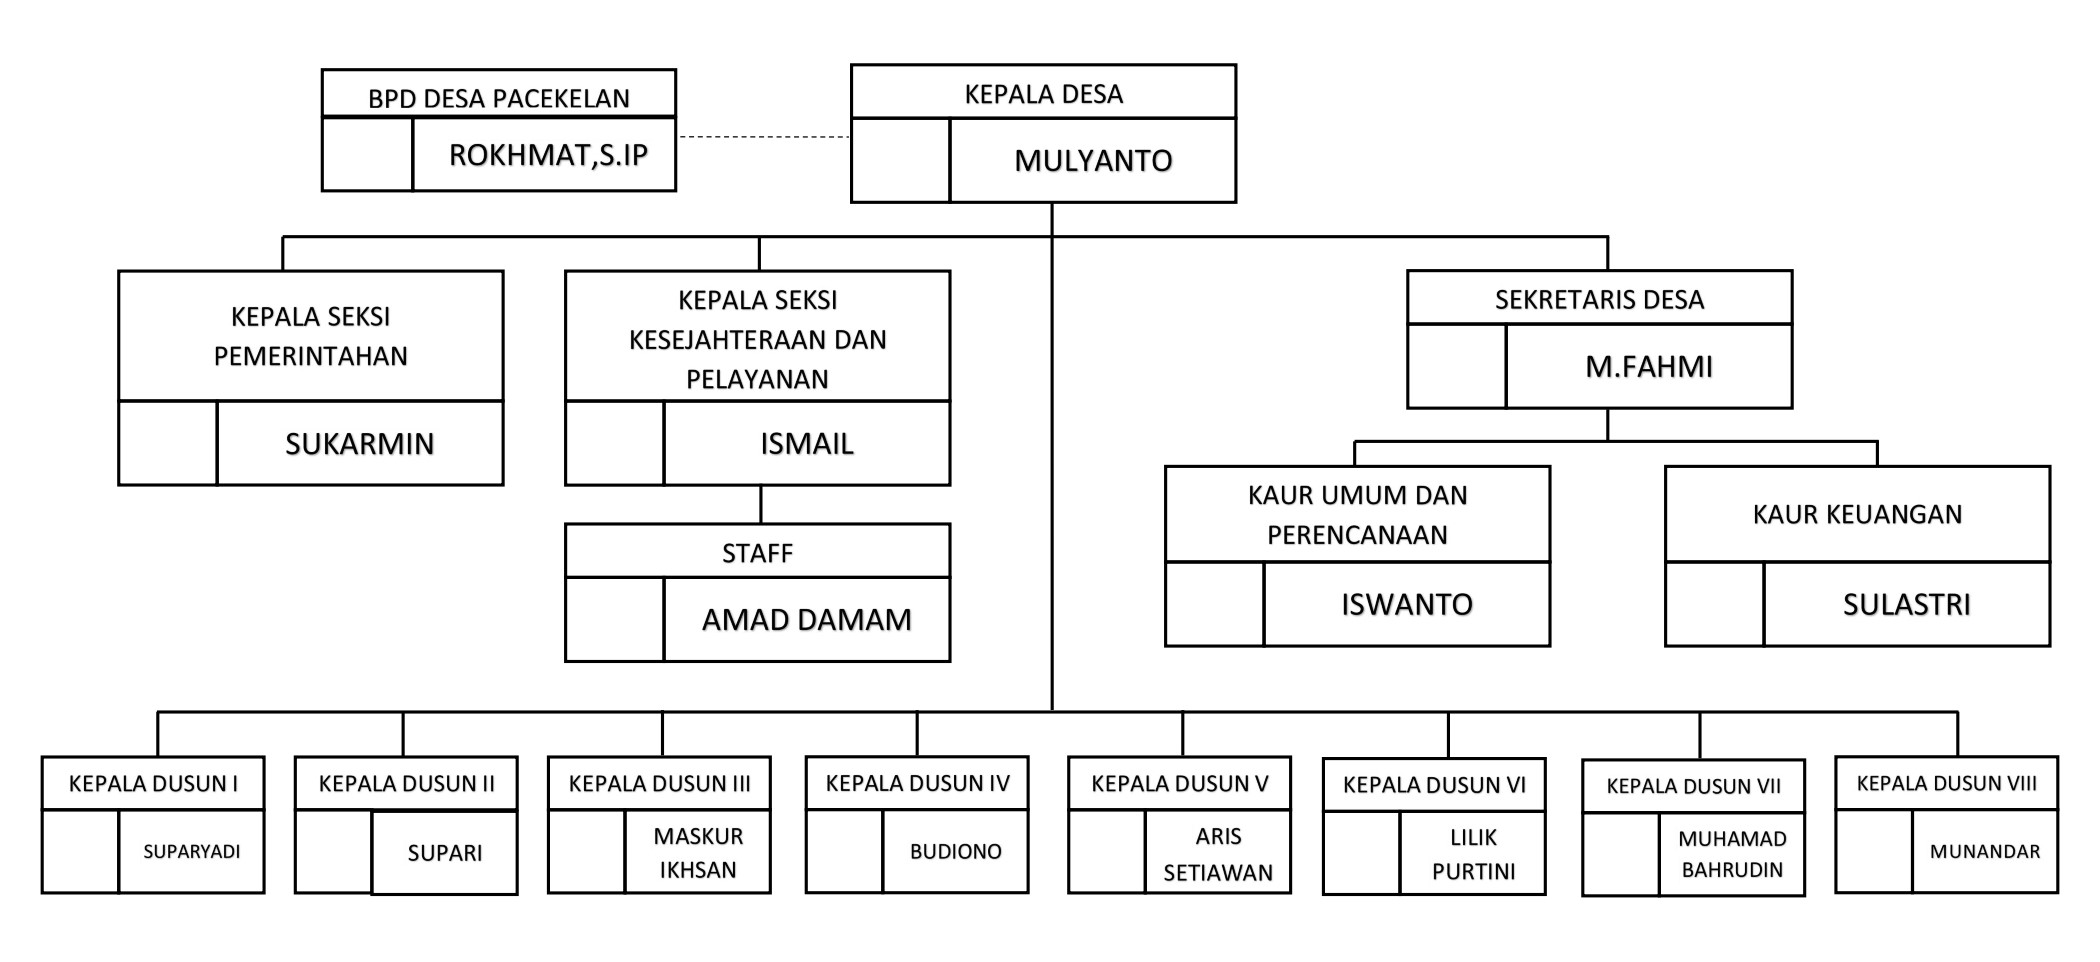 BPD DESA PACEKELAN
ROKHMAT,S.IP
KEPALA DESA
MULYANTO
KEPALA SEKSI
PEMERINTAHAN
SUKARMIN
KEPALA SEKSI
KESEJAHTERAAN DAN
PELAYANAN
ISMAIL
STAFF
AMAD DAMAM
SEKRETARIS DESA
M.FAHMI
KAUR UMUM DAN
PERENCANAAN
ISWANTO
KAUR KEUANGAN
SULASTRI
KEPALA DUSUN I
SUPARYADI
KEPALA DUSUN II
SUPARI
KEPALA DUSUN III
MASKUR
IKHSAN
KEPALA DUSUN IV
BUDIONO
KEPALA DUSUN V
ARIS
SETIAWAN
KEPALA DUSUN VI
LILIK
PURTINI
KEPALA DUSUN VII
MUHAMAD
BAHRUDIN
KEPALA DUSUN VIII
MUNANDAR